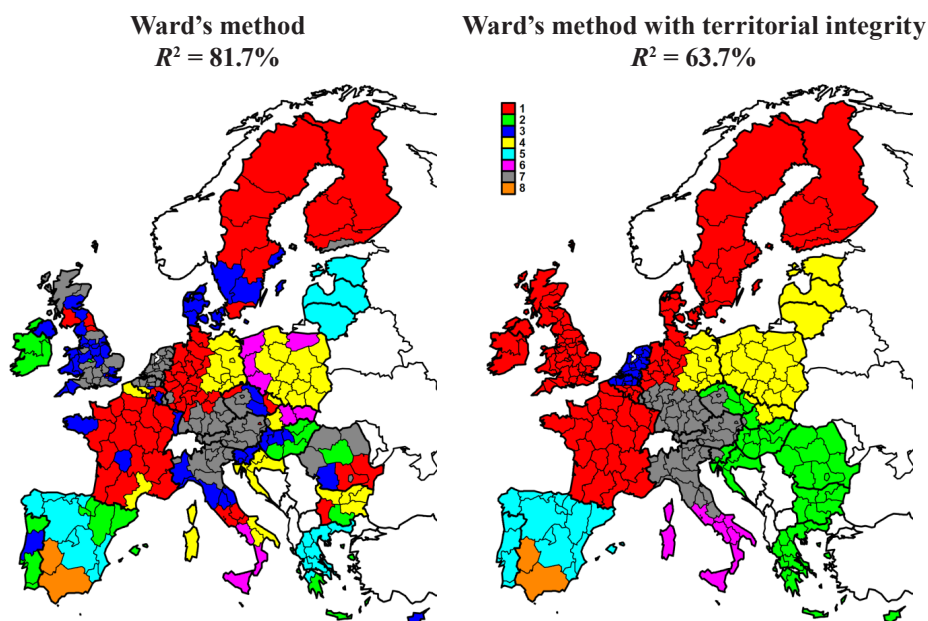 Ward's method
R² = 81.7%
Ward's method with territorial integrity
R² = 63.7%
1
2
3
4
5
6
7
8